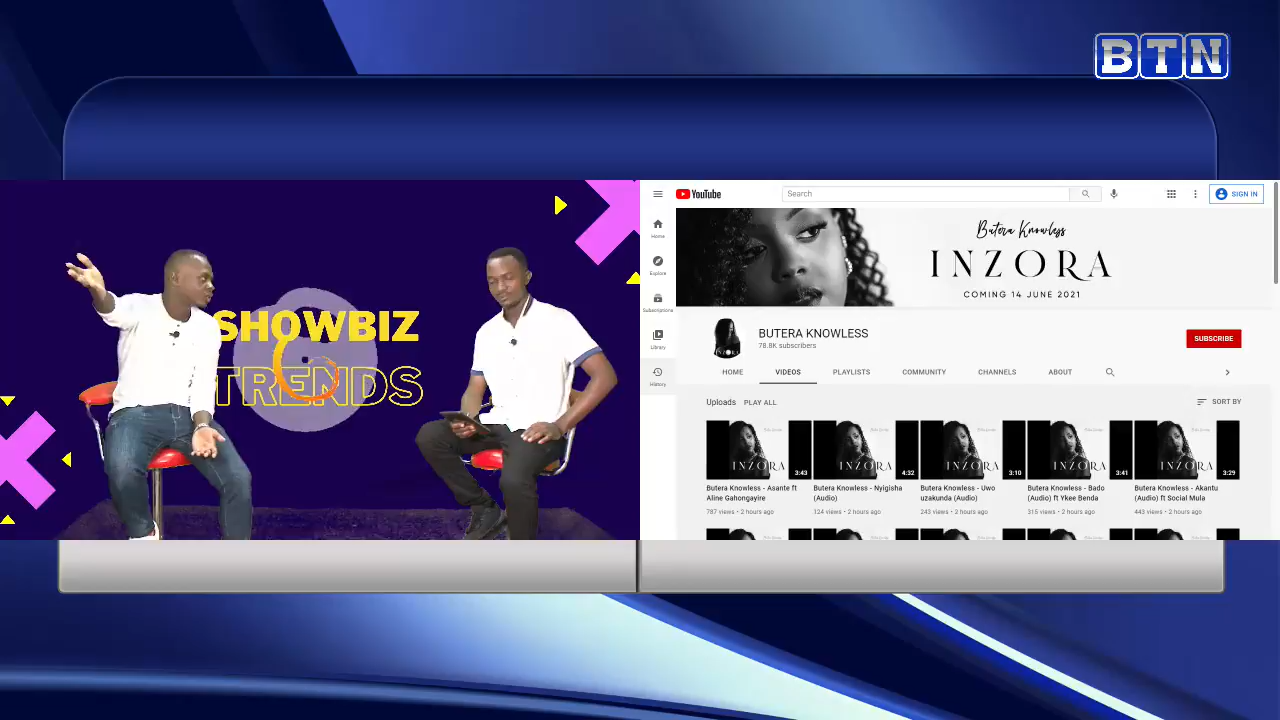 BTN
SHOWBIZ
TRENDS
YouTube
Search
SIGN IN
Home
Explore
Subscriptions
Library
History
Butera Knowless
INZORA
COMING 14 JUNE 2021
BUTERA KNOWLESS
78.8K subscribers
SUBSCRIBE
HOME VIDEOS PLAYLISTS COMMUNITY CHANNELS ABOUT
Uploads PLAY ALL SORT BY
INZORA 3:43 INZORA 4:32 INZORA 3:10 INZORA 3:41 INZORA 3:29
Butera Knowless - Asante ft
Aline Gahongayire
787 views • 2 hours ago
Butera Knowless - Nyigisha
(Audio)
124 views • 2 hours ago
Butera Knowless - Uwo
uzakunda (Audio)
243 views • 2 hours ago
Butera Knowless - Bado
(Audio) ft Ykee Benda
315 views • 2 hours ago
Butera Knowless - Akantu
(Audio) ft Social Mula
443 views • 2 hours ago